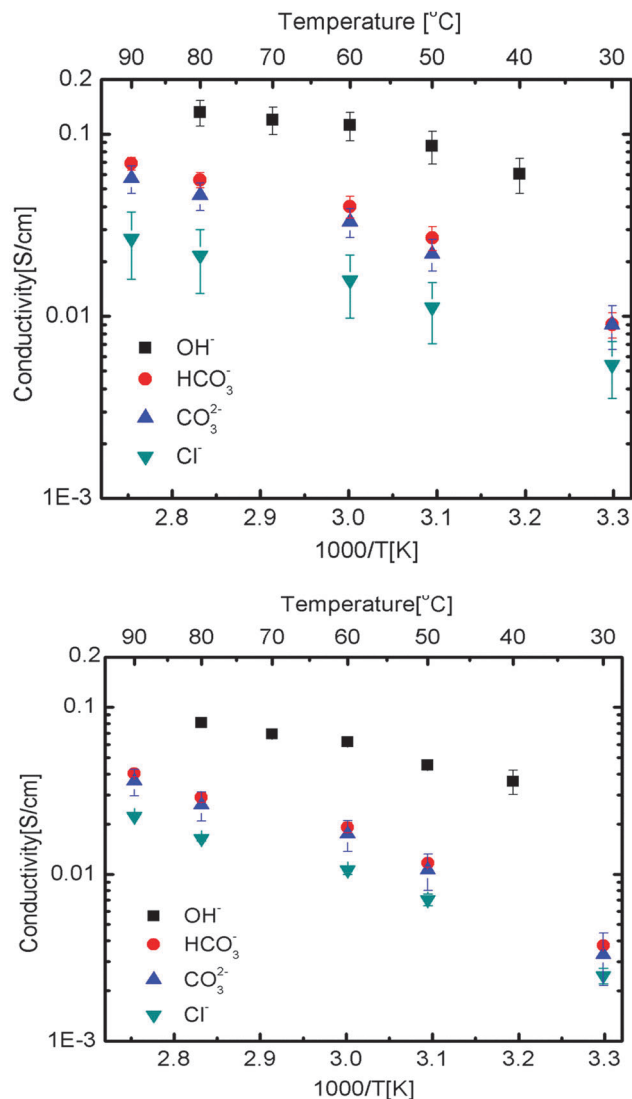 Temperature [°C]
90 80 70 60 50 40 30
0.2
0.1
0.01
1E-3
Conductivity[S/cm]
OH⁻
HCO₃⁻
CO₃²⁻
Cl⁻
2.8 2.9 3.0 3.1 3.2 3.3
1000/T[K]
Temperature[°C]
90 80 70 60 50 40 30
0.2
0.1
0.01
1E-3
Conductivity[S/cm]
OH⁻
HCO₃⁻
CO₃²⁻
Cl⁻
2.8 2.9 3.0 3.1 3.2 3.3
1000/T[K]